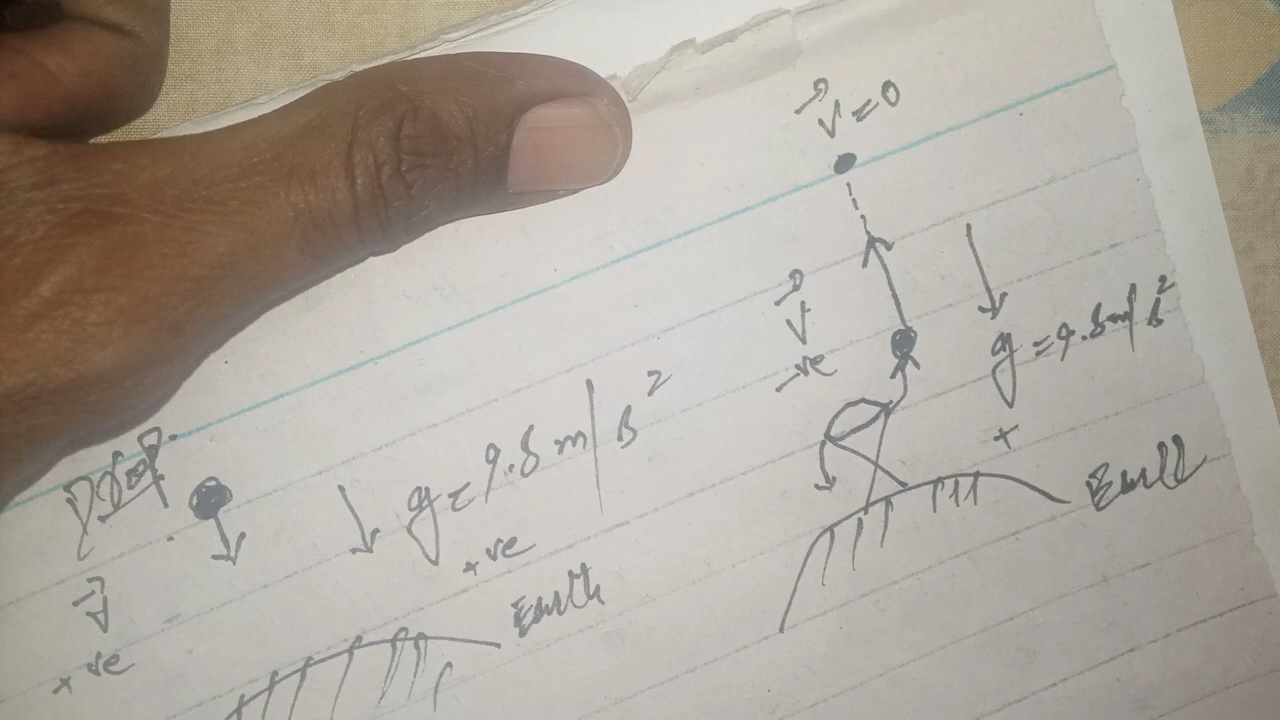 v = 0
v
-ve
g = 9.8 m/s²
+
Earth
g = 9.8 m/s²
+ve
Earth
v
+ve